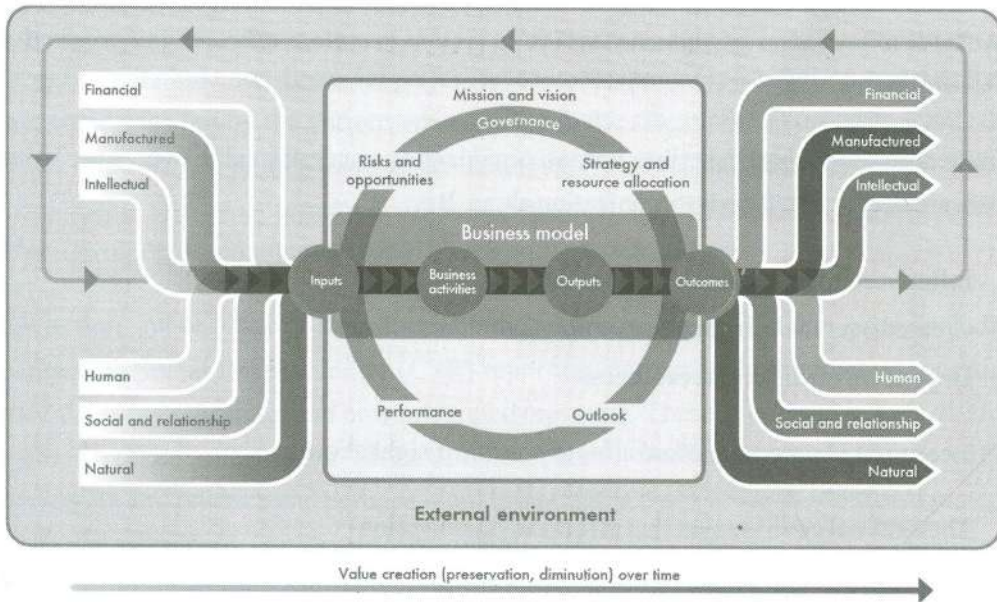 Financial
Manufactured
Intellectual
Human
Social and relationship
Natural
Mission and vision
Governance
Risks and
opportunities
Strategy and
resource allocation
Business model
Inputs
Business
activities
Outputs
Outcomes
Performance
Outlook
Financial
Manufactured
Intellectual
Human
Social and relationship
Natural
External environment
Value creation (preservation, diminution) over time